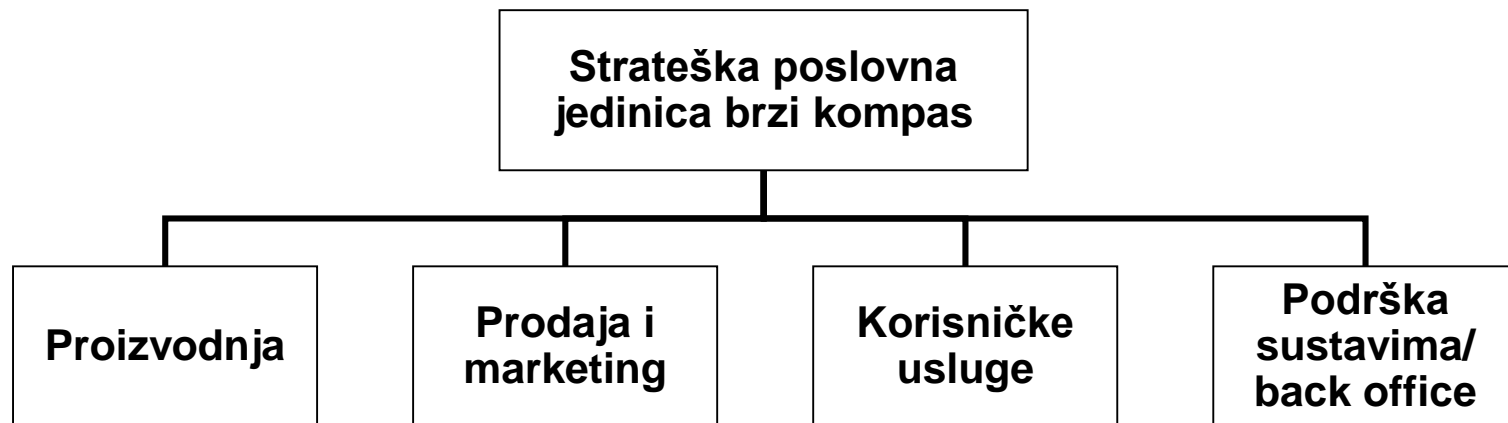 Strateška poslovna
jedinica brzi kompas
Proizvodnja
Prodaja i
marketing
Korisničke
usluge
Podrška
sustavima/
back office